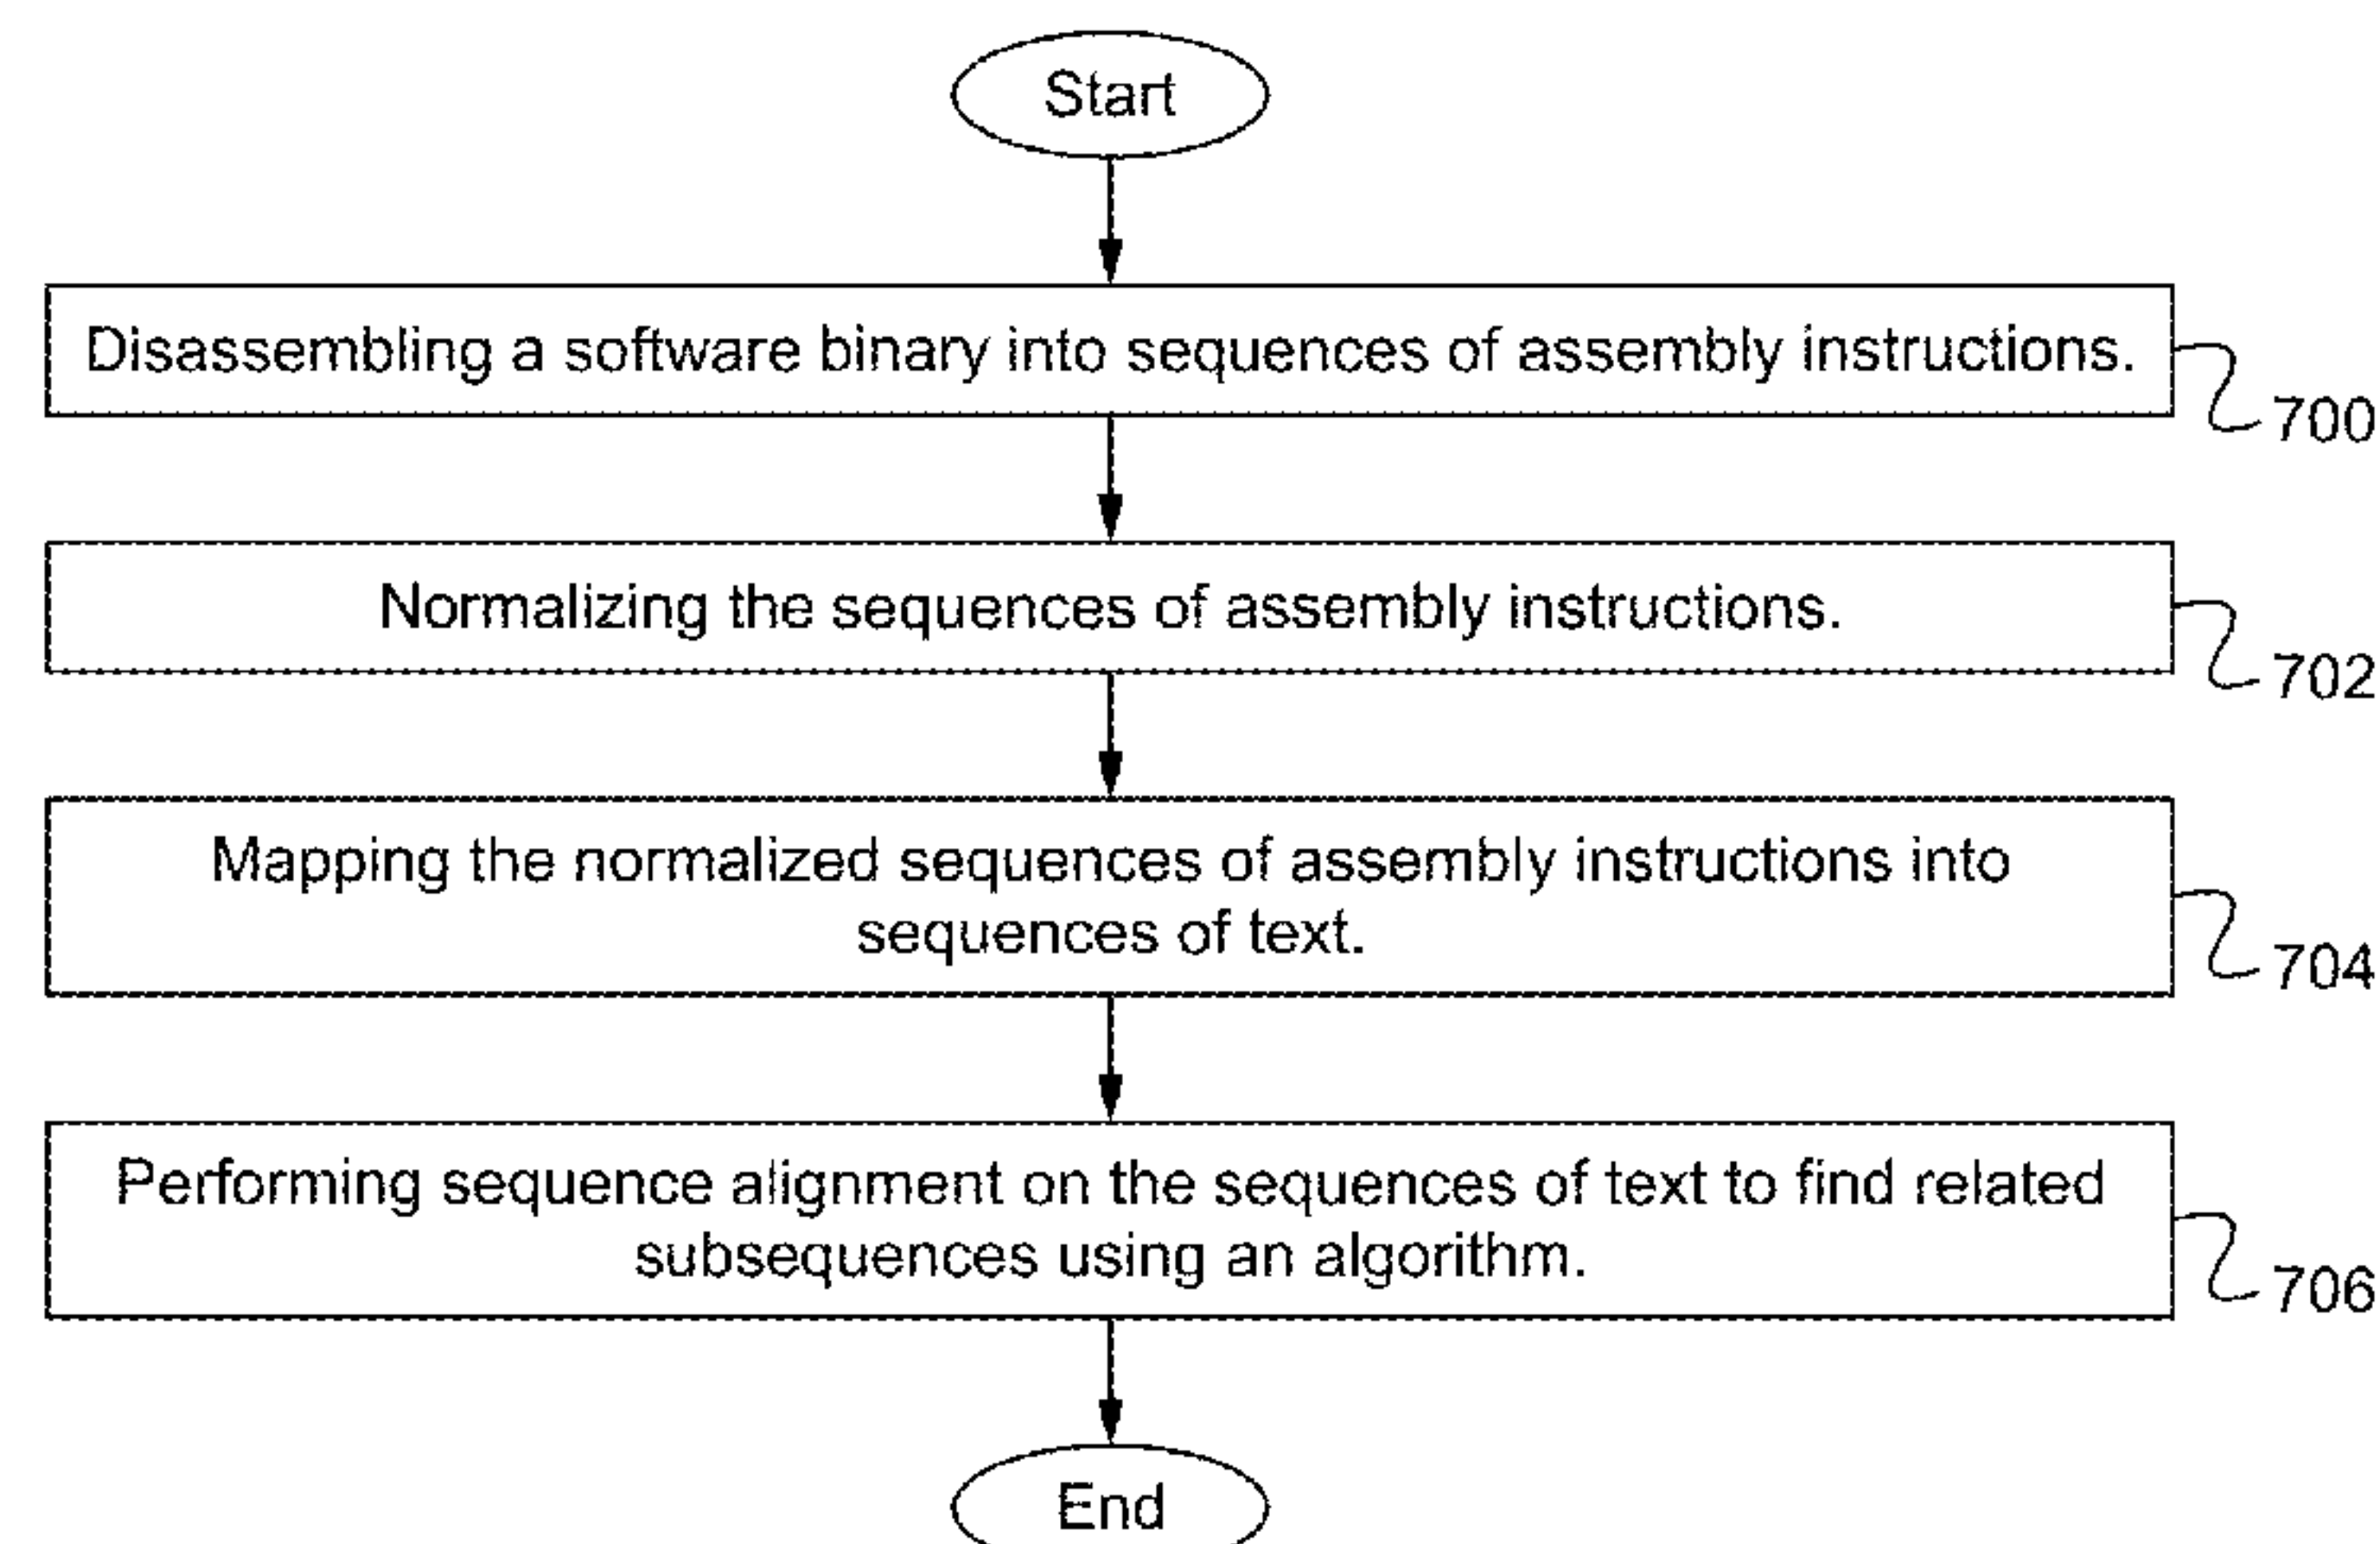 Start
Disassembling a software binary into sequences of assembly instructions.
700
Normalizing the sequences of assembly instructions.
702
Mapping the normalized sequences of assembly instructions into
sequences of text.
704
Performing sequence alignment on the sequences of text to find related
subsequences using an algorithm.
706
End